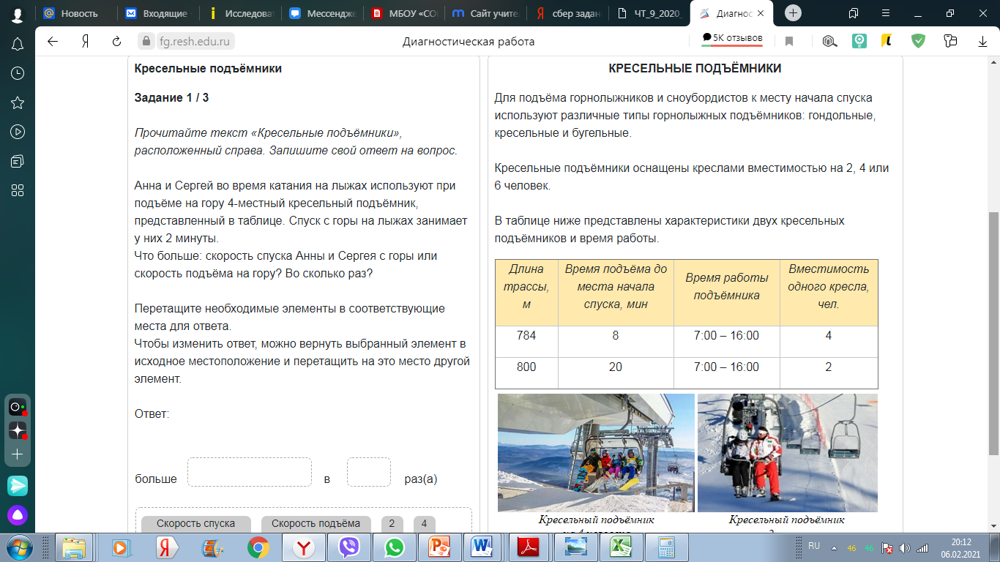 Новость
Входящие
Исследоват
Мессендже
МБОУ «СО
Сайт учите
сбер задан
ЧТ_9_2020_
Диагнос
fg.resh.edu.ru
Диагностическая работа
5K отзывов
Кресельные подъёмники
Задание 1 / 3
Прочитайте текст «Кресельные подъёмники»,
расположенный справа. Запишите свой ответ на вопрос.
Анна и Сергей во время катания на лыжах используют при
подъёме на гору 4-местный кресельный подъёмник,
представленный в таблице. Спуск с горы на лыжах занимает
у них 2 минуты.
Что больше: скорость спуска Анны и Сергея с горы или
скорость подъёма на гору? Во сколько раз?
Перетащите необходимые элементы в соответствующие
места для ответа.
Чтобы изменить ответ, можно вернуть выбранный элемент в
исходное местоположение и перетащить на это место другой
элемент.
Ответ:
больше в раз(а)
Скорость спуска Скорость подъёма 2 4
КРЕСЕЛЬНЫЕ ПОДЪЁМНИКИ
Для подъёма горнолыжников и сноубордистов к месту начала спуска
используют различные типы горнолыжных подъёмников: гондольные,
кресельные и бугельные.
Кресельные подъёмники оснащены креслами вместимостью на 2, 4 или
6 человек.
В таблице ниже представлены характеристики двух кресельных
подъёмников и время работы.
Длина
трассы,
м
Время подъёма до
места начала
спуска, мин
Время работы
подъёмника
Вместимость
одного кресла,
чел.
784 8 7:00 – 16:00 4
800 20 7:00 – 16:00 2
Кресельный подъёмник
Кресельный подъёмник
RU
46
46
20:12
06.02.2021